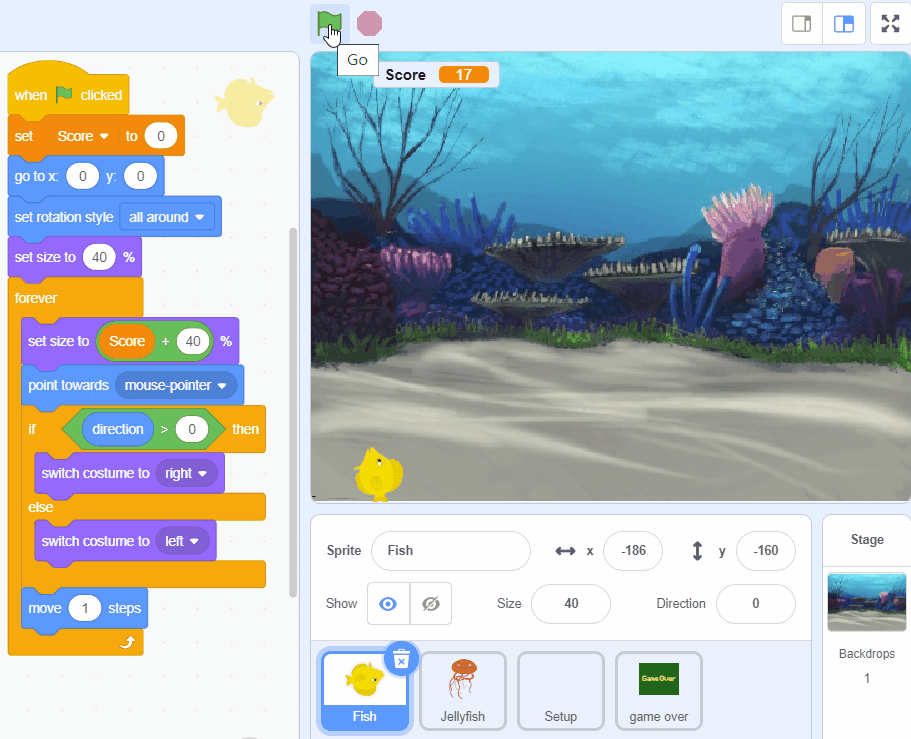 Go
Score 17
when clicked
set Score to 0
go to x: 0 y: 0
set rotation style all around
set size to 40 %
forever
set size to Score + 40 %
point towards mouse-pointer
if direction > 0 then
switch costume to right
else
switch costume to left
move 1 steps
Sprite Fish x -186 y -160
Show Size 40 Direction 0
Fish
Jellyfish
Setup
Game Over
game over
Stage
Backdrops
1